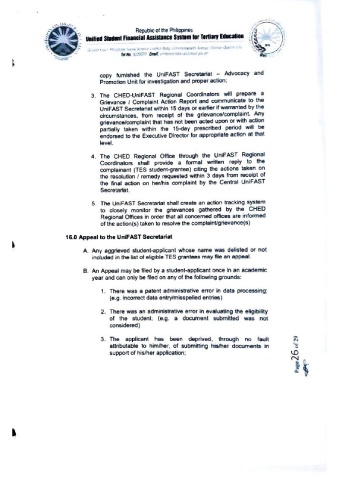 Republic of the Philippines
Unified Student Financial Assistance System for Tertiary Education
copy furnished the UniFAST Secretariat – Advocacy and
Promotion Unit for investigation and proper action;
3. The CHED-UniFAST Regional Coordinators will prepare a
Grievance / Complaint Action Report and communicate to the
UniFAST Secretariat within 15 days or earlier if warranted by the
circumstances, from receipt of the grievance/complaint. Any
grievance/complaint that has not been acted upon or with action
partially taken within the 15-day prescribed period will be
endorsed to the Executive Director for appropriate action at that
level.
4. The CHED Regional Office through the UniFAST Regional
Coordinators shall provide a formal written reply to the
complainant (TES student-grantee) citing the actions taken on
the resolution / remedy requested within 3 days from receipt of
the final action on her/his complaint by the Central UniFAST
Secretariat.
5. The UniFAST Secretariat shall create an action tracking system
to closely monitor the grievances gathered by the CHED
Regional Offices in order that all concerned offices are informed
of the action(s) taken to resolve the complaint/grievance(s)
16.0 Appeal to the UniFAST Secretariat
A. Any aggrieved student-applicant whose name was delisted or not
included in the list of eligible TES grantees may file an appeal.
B. An Appeal may be filed by a student-applicant once in an academic
year and can only be filed on any of the following grounds:
1. There was a patent administrative error in data processing;
(e.g. incorrect data entry/misspelled entries)
2. There was an administrative error in evaluating the eligibility
of the student; (e.g. a document submitted was not
considered)
3. The applicant has been deprived, through no fault
attributable to him/her, of submitting his/her documents in
support of his/her application;
Page 26 of 29